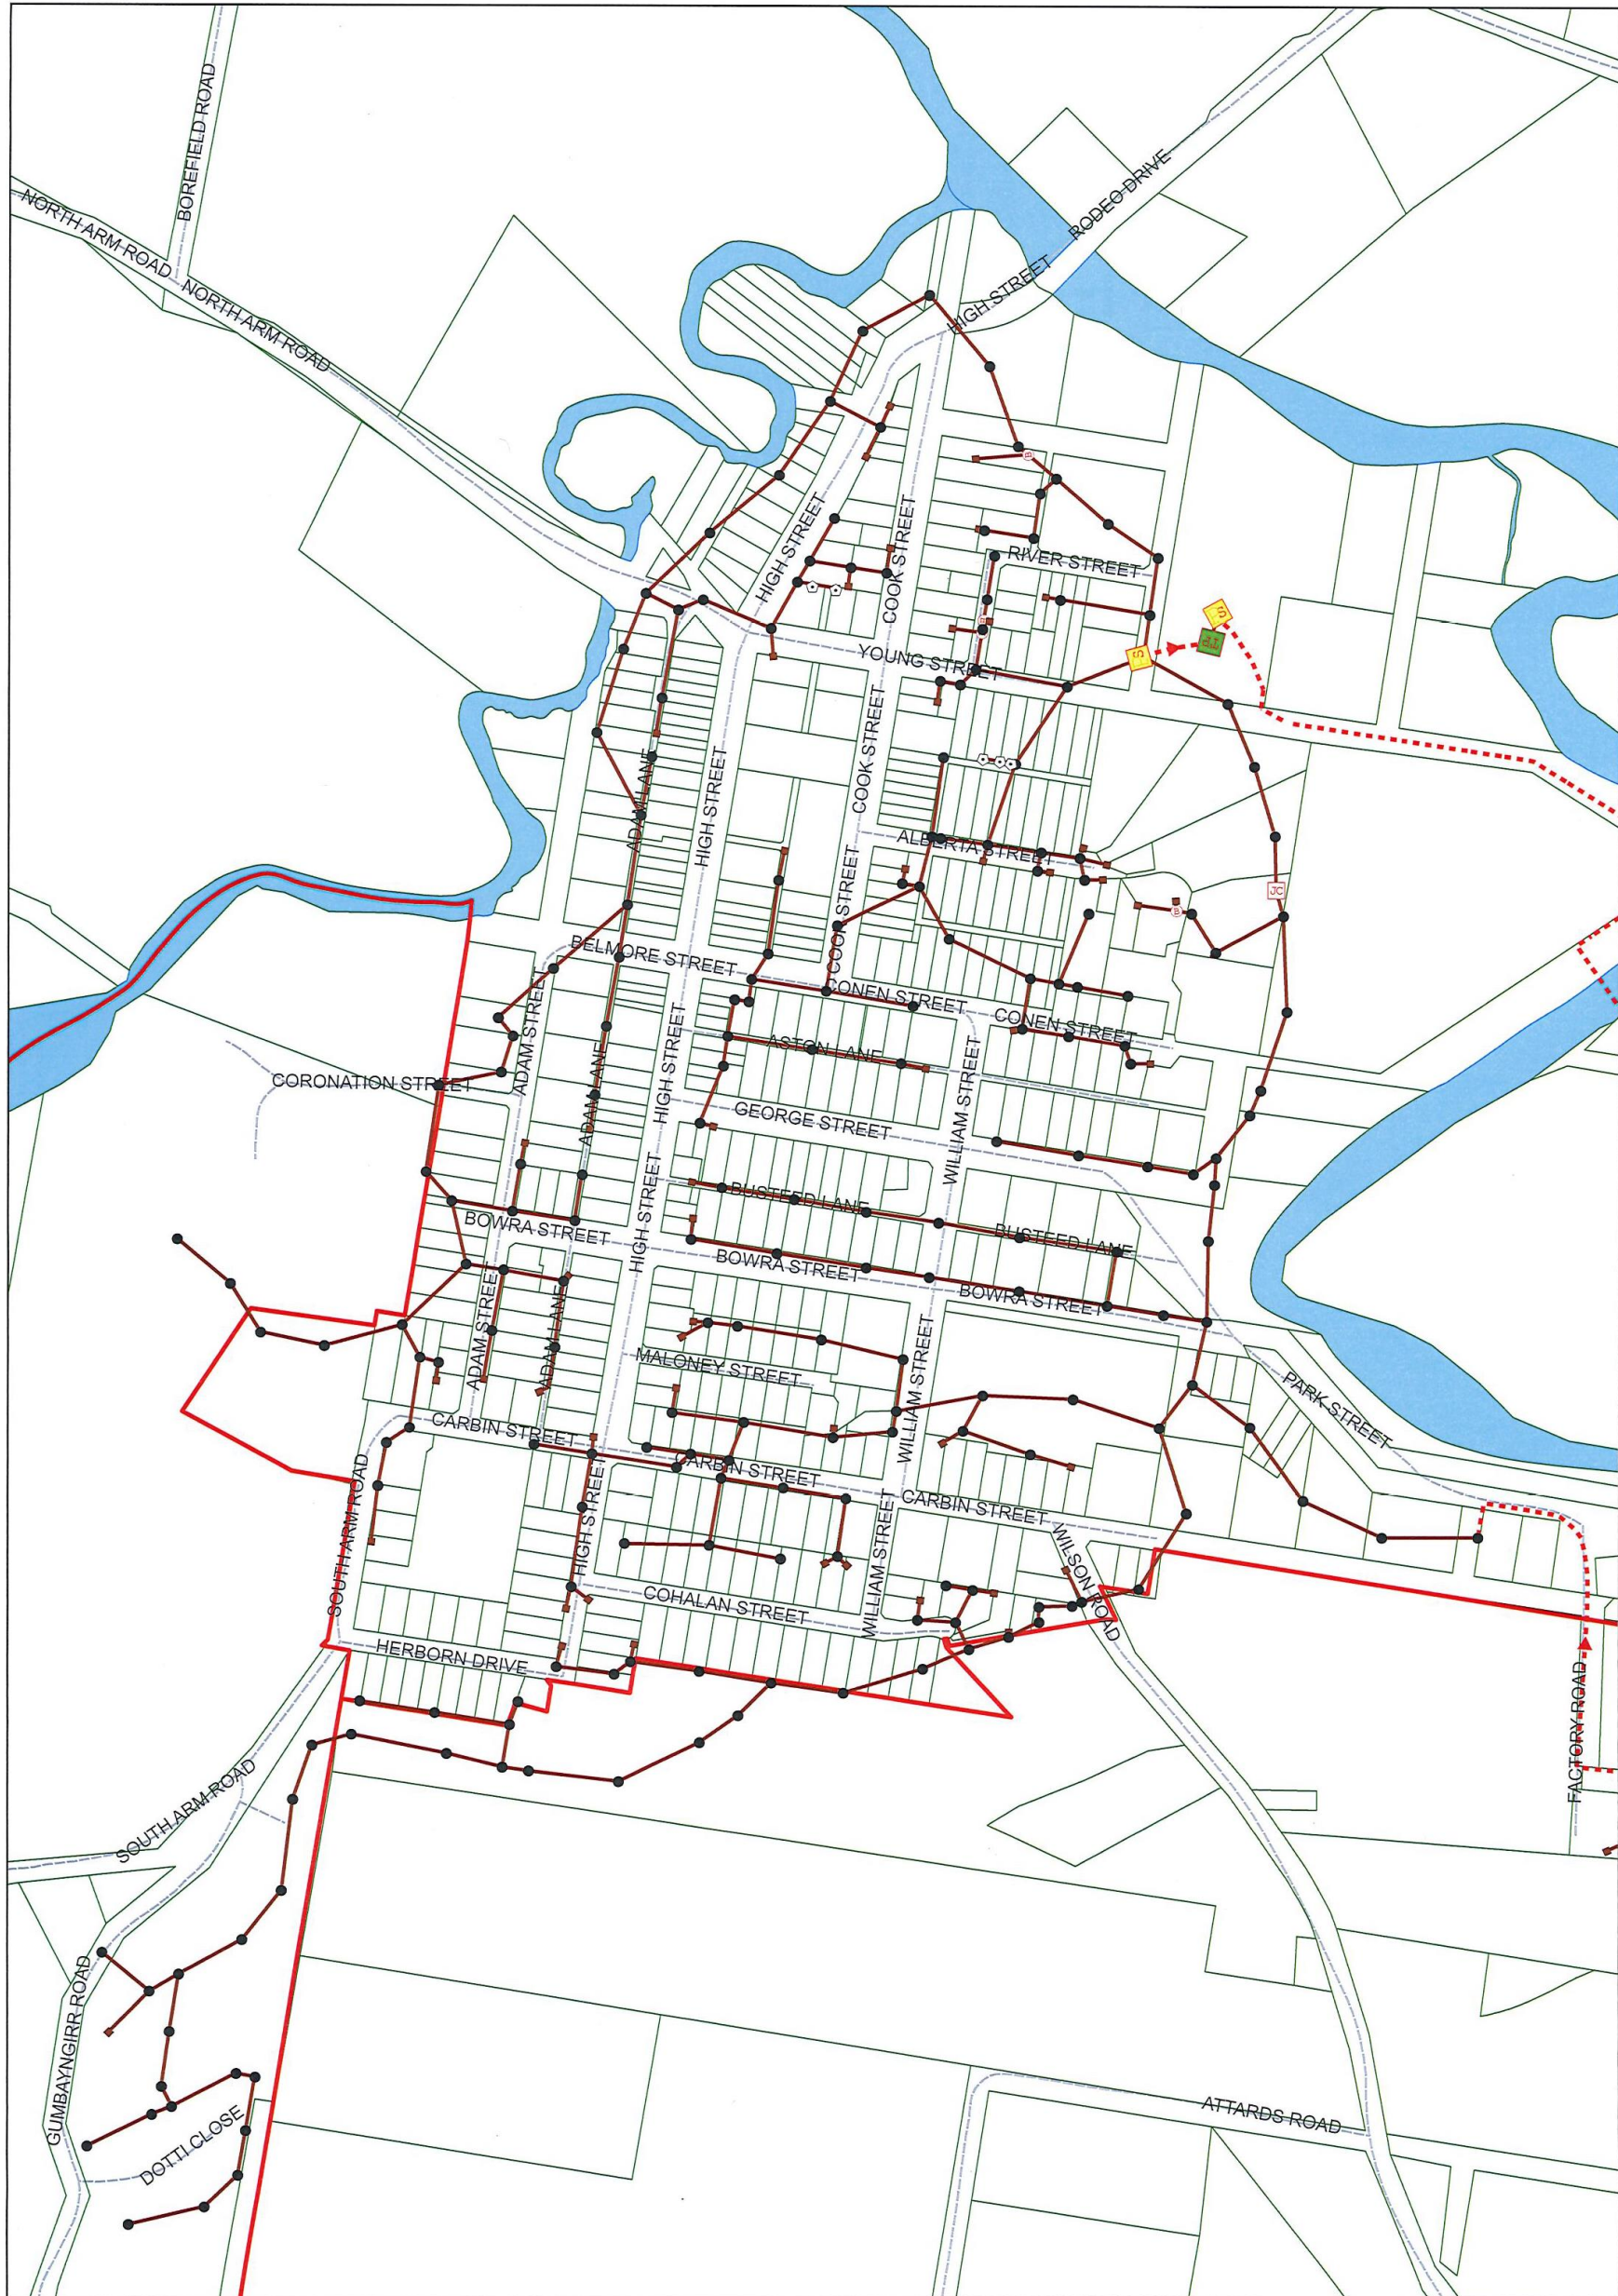 BOREFIELD ROAD
RODEO DRIVE
NORTH ARM ROAD
NORTH ARM ROAD
HIGH STREET
B
HIGH STREET
COOK STREET
RIVER STREET
B
S
TP
S
YOUNG STREET
COOK STREET
ADAM LANE
HIGH STREET
ALBERTA STREET
COOK STREET
JC
B
BELMORE STREET
CONEN STREET
CONEN STREET
ADAM STREET
HIGH STREET
ASTON LANE
WILLIAM STREET
CORONATION STREET
ADAM LANE
GEORGE STREET
HIGH STREET
BUSTEED LANE
BUSTEED LANE
BOWRA STREET
BOWRA STREET
BOWRA STREET
ADAM STREET
ADAM LANE
MALONEY STREET
WILLIAM STREET
PARK STREET
CARBIN STREET
CARBIN STREET
CARBIN STREET
SOUTH ARM ROAD
HIGH STREET
WILLIAM STREET
WILSON ROAD
COHALAN STREET
HERBORN DRIVE
FACTORY ROAD
SOUTH ARM ROAD
GUMBAYNGIRR ROAD
DOTTI CLOSE
ATTARDS ROAD